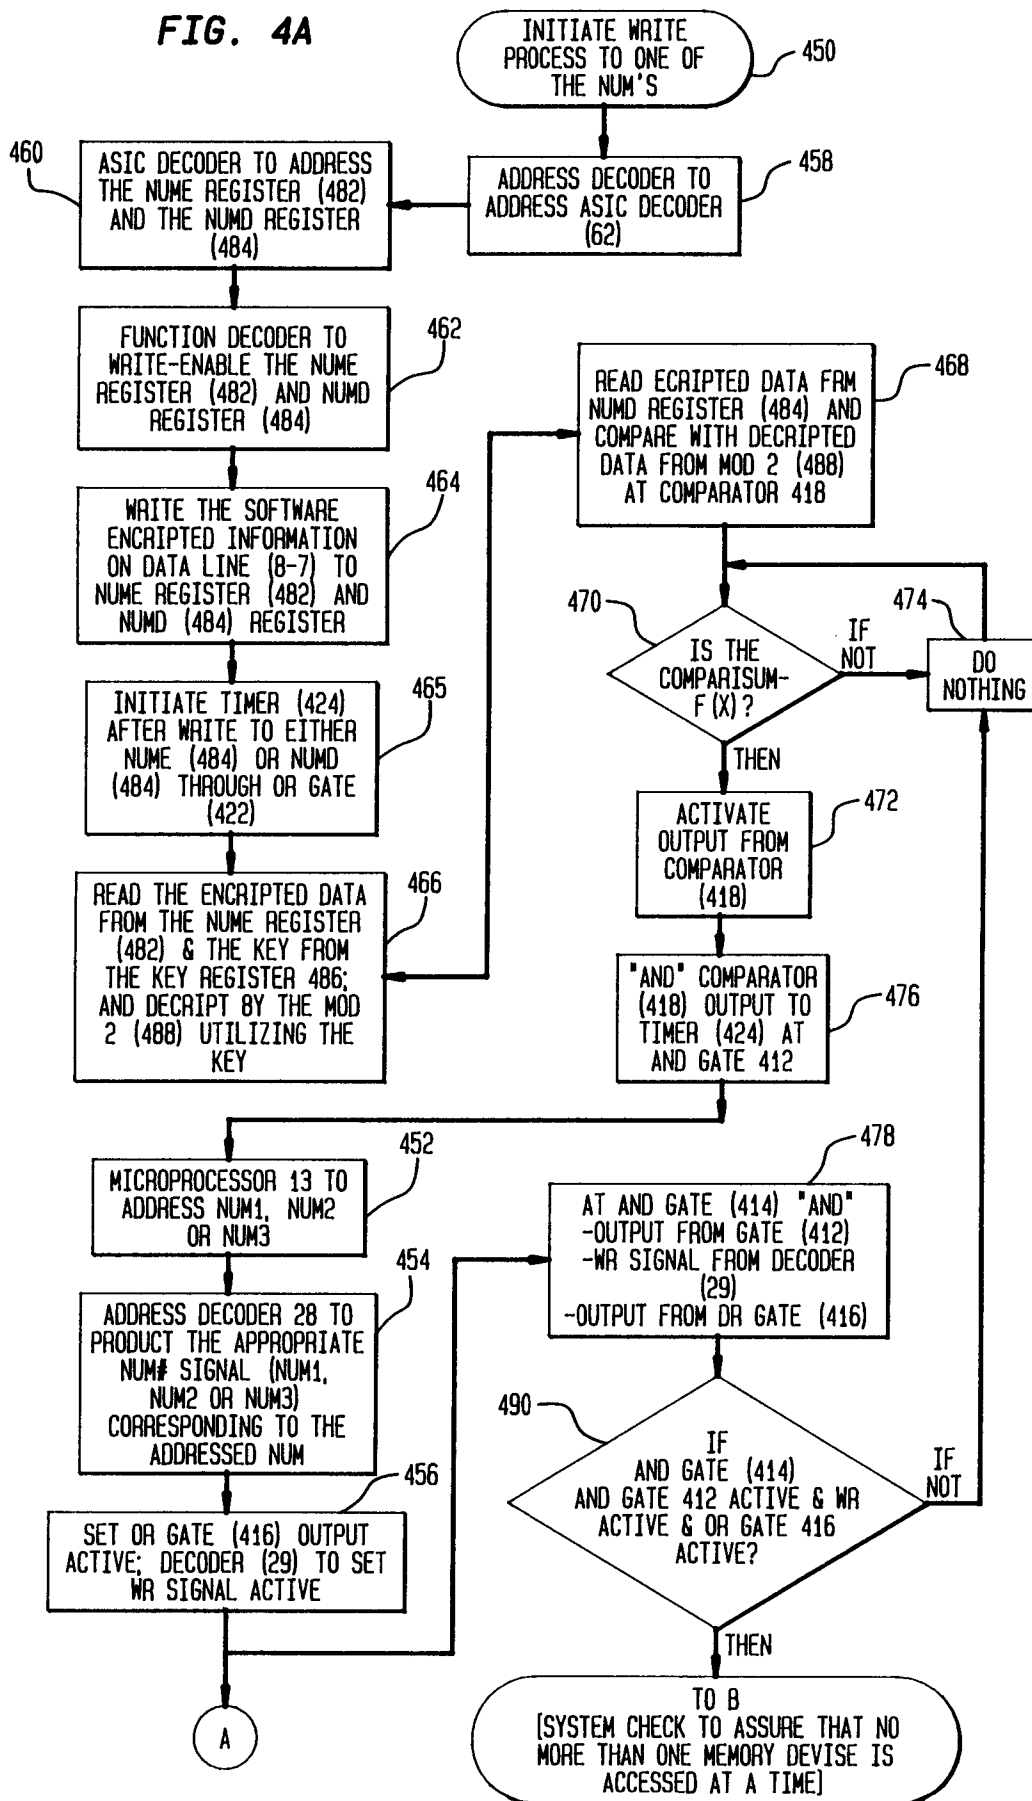 FIG. 4A
INITIATE WRITE
PROCESS TO ONE OF
THE NUM'S
450
ADDRESS DECODER TO
ADDRESS ASIC DECODER
(62)
458
460
ASIC DECODER TO ADDRESS
THE NUME REGISTER (482)
AND THE NUMD REGISTER
(484)
FUNCTION DECODER TO
WRITE-ENABLE THE NUME
REGISTER (482) AND NUMD
REGISTER (484)
462
WRITE THE SOFTWARE
ENCRIPTED INFORMATION
ON DATA LINE (8-7) TO
NUME REGISTER (482) AND
NUMD (484) REGISTER
464
INITIATE TIMER (424)
AFTER WRITE TO EITHER
NUME (484) OR NUMD
(484) THROUGH OR GATE
(422)
465
READ THE ENCRIPTED DATA
FROM THE NUME REGISTER
(482) & THE KEY FROM
THE KEY REGISTER 486;
AND DECRIPT BY THE MOD
2 (488) UTILIZING THE
KEY
466
READ ECRIPTED DATA FRM
NUMD REGISTER (484) AND
COMPARE WITH DECRIPTED
DATA FROM MOD 2 (488)
AT COMPARATOR 418
468
470
IS THE
COMPARISUM-
F(X)?
IF
NOT
474
DO
NOTHING
THEN
ACTIVATE
OUTPUT FROM
COMPARATOR
(418)
472
"AND" COMPARATOR
(418) OUTPUT TO
TIMER (424) AT
AND GATE 412
476
MICROPROCESSOR 13 TO
ADDRESS NUM1, NUM2
OR NUM3
452
ADDRESS DECODER 28 TO
PRODUCT THE APPROPRIATE
NUM# SIGNAL (NUM1,
NUM2 OR NUM3)
CORRESPONDING TO THE
ADDRESSED NUM
454
SET OR GATE (416) OUTPUT
ACTIVE; DECODER (29) TO SET
WR SIGNAL ACTIVE
456
A
AT AND GATE (414) "AND"
-OUTPUT FROM GATE (412)
-WR SIGNAL FROM DECODER
(29)
-OUTPUT FROM DR GATE (416)
478
490
IF
AND GATE (414)
AND GATE 412 ACTIVE & WR
ACTIVE & OR GATE 416
ACTIVE?
IF
NOT
THEN
TO B
[SYSTEM CHECK TO ASSURE THAT NO
MORE THAN ONE MEMORY DEVISE IS
ACCESSED AT A TIME]